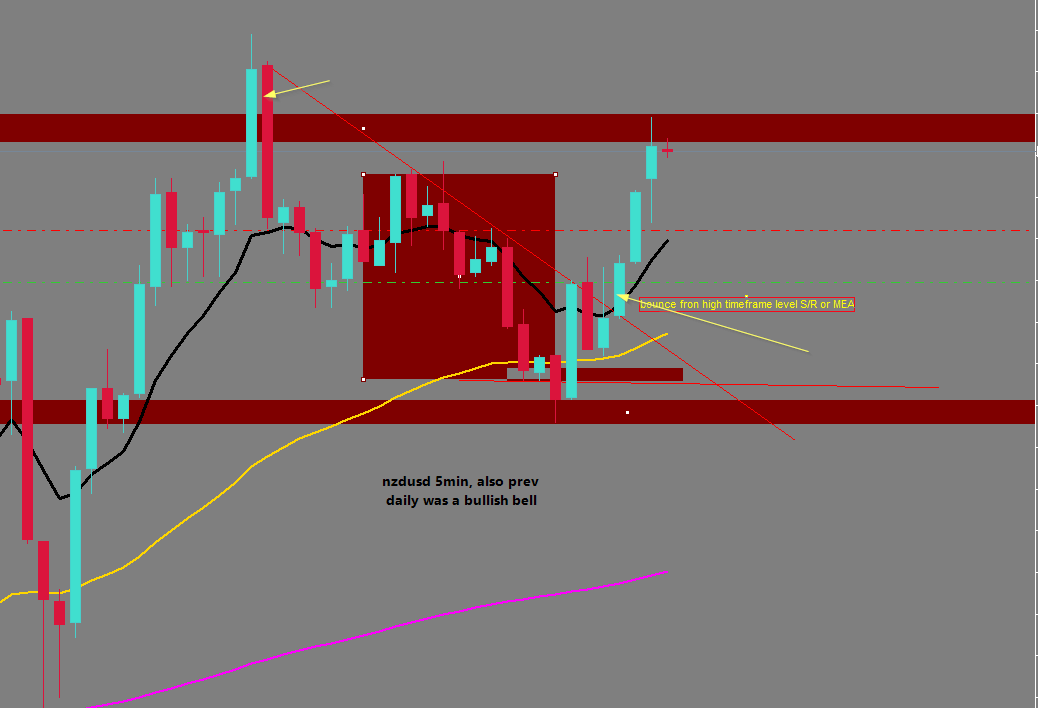 bounce fron high timeframe level S/R or MEA
nzdusd 5min, also prev
daily was a bullish bell